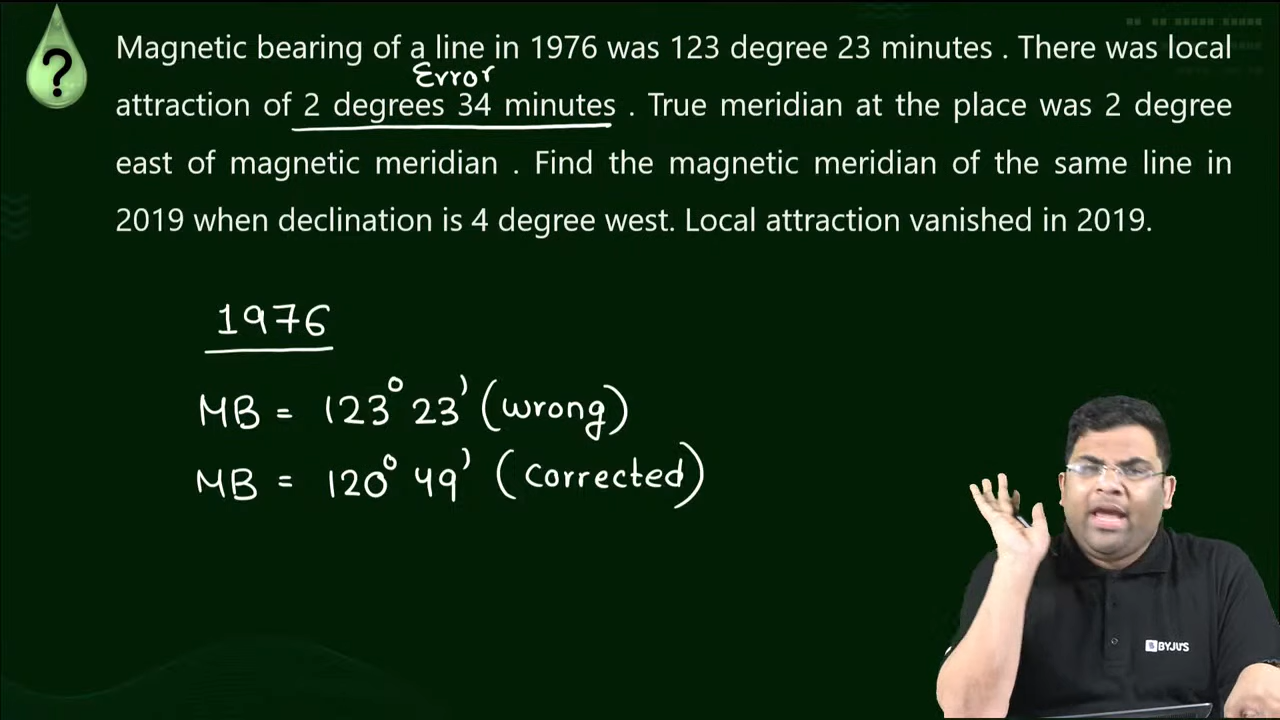 ?
Magnetic bearing of a line in 1976 was 123 degree 23 minutes . There was local
Error
attraction of 2 degrees 34 minutes . True meridian at the place was 2 degree
east of magnetic meridian . Find the magnetic meridian of the same line in
2019 when declination is 4 degree west. Local attraction vanished in 2019.
1976
MB = 123° 23' (wrong)
MB = 120° 49' (corrected)
BYJU'S